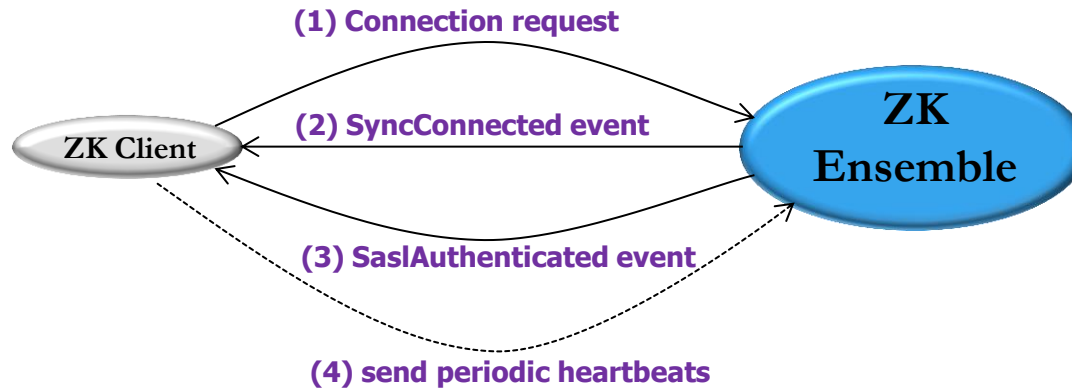 (1) Connection request
ZK
Ensemble
(2) SyncConnected event
ZK Client
(3) SaslAuthenticated event
(4) send periodic heartbeats